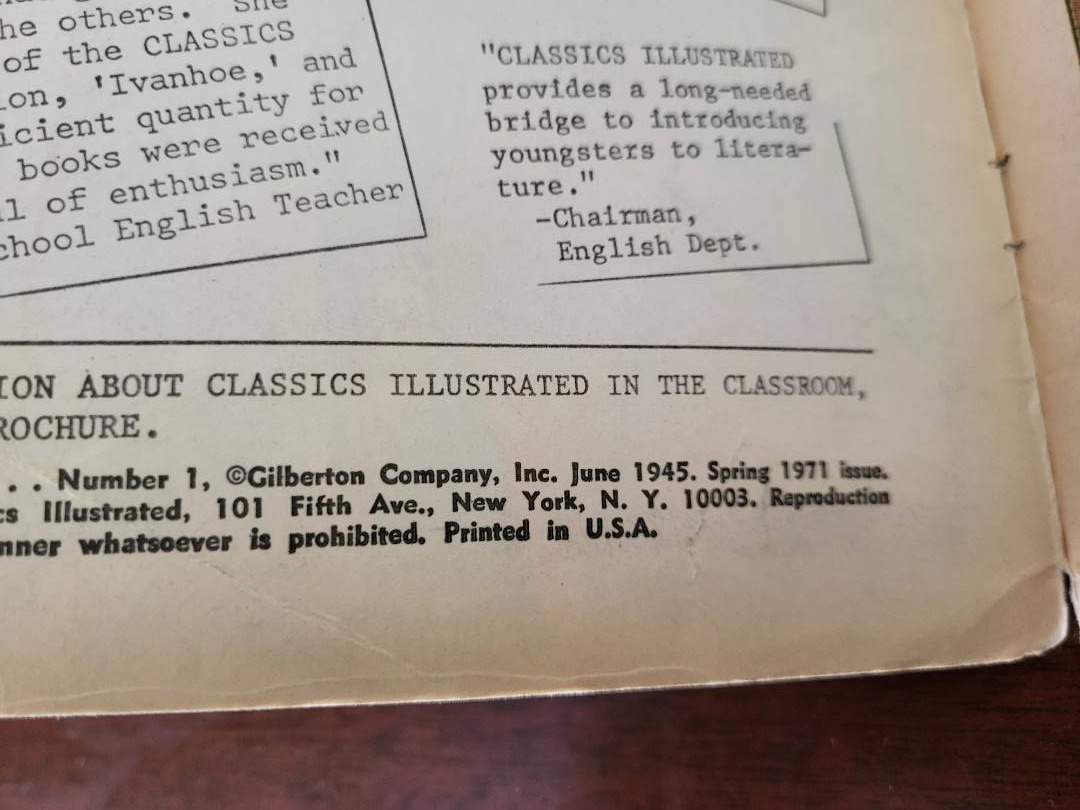 he others. She
of the CLASSICS
ion, 'Ivanhoe,' and
icient quantity for
books were received
ll of enthusiasm."
chool English Teacher
"CLASSICS ILLUSTRATED
provides a long-needed
bridge to introducing
youngsters to litera-
ture."
-Chairman,
English Dept.
ION ABOUT CLASSICS ILLUSTRATED IN THE CLASSROOM,
ROCHURE.
. . Number 1, ©Gilberton Company, Inc. June 1945. Spring 1971 issue.
cs Illustrated, 101 Fifth Ave., New York, N. Y. 10003. Reproduction
nner whatsoever is prohibited. Printed in U.S.A.